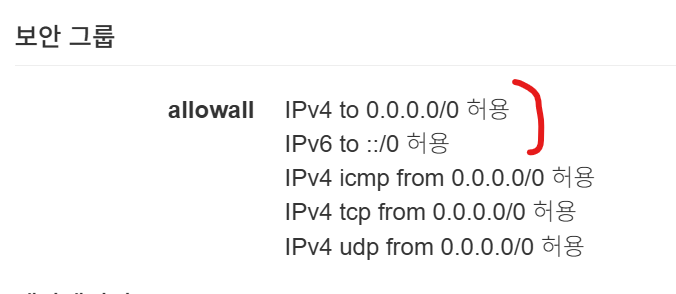 보안 그룹
allowall IPv4 to 0.0.0.0/0 허용
IPv6 to ::/0 허용
IPv4 icmp from 0.0.0.0/0 허용
IPv4 tcp from 0.0.0.0/0 허용
IPv4 udp from 0.0.0.0/0 허용